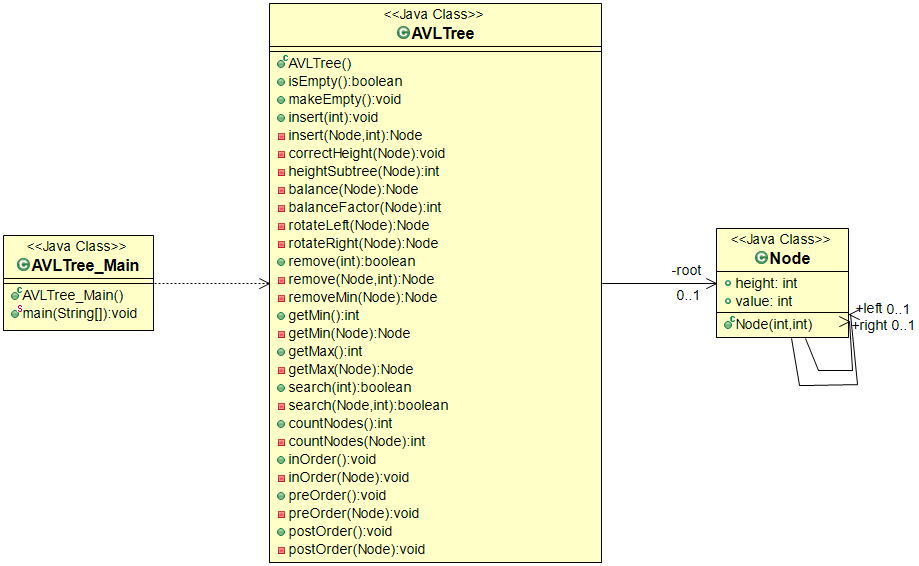 <<Java Class>>
AVLTree_Main
AVLTree_Main()
main(String[]):void
<<Java Class>>
AVLTree
AVLTree()
isEmpty():boolean
makeEmpty():void
insert(int):void
insert(Node,int):Node
correctHeight(Node):void
heightSubtree(Node):int
balance(Node):Node
balanceFactor(Node):int
rotateLeft(Node):Node
rotateRight(Node):Node
remove(int):boolean
remove(Node,int):Node
removeMin(Node):Node
getMin():int
getMin(Node):Node
getMax():int
getMax(Node):Node
search(int):boolean
search(Node,int):boolean
countNodes():int
countNodes(Node):int
inOrder():void
inOrder(Node):void
preOrder():void
preOrder(Node):void
postOrder():void
postOrder(Node):void
-root
0..1
<<Java Class>>
Node
height: int
value: int
Node(int,int)
+left 0..1
+right 0..1